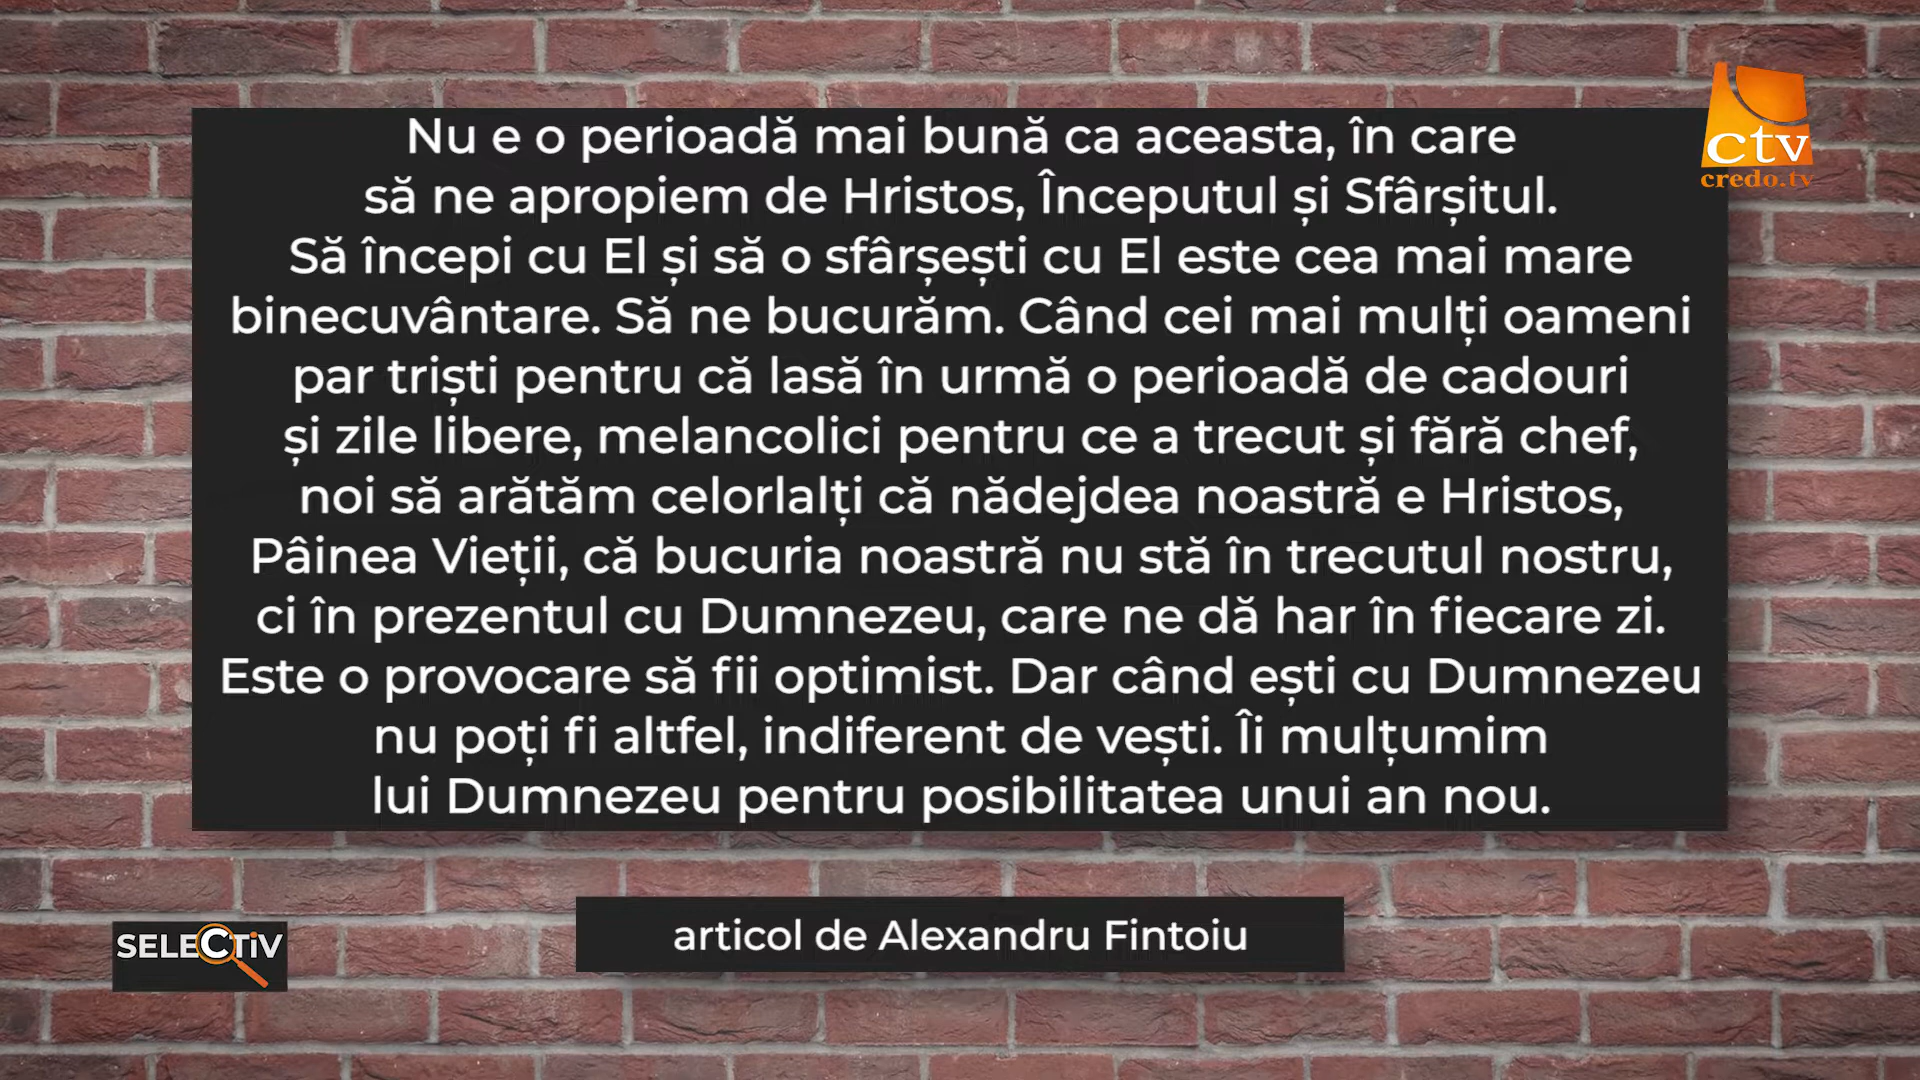 Nu e o perioadă mai bună ca aceasta, în care
să ne apropiem de Hristos, Începutul și Sfârșitul.
Să începi cu El și să o sfârșești cu El este cea mai mare
binecuvântare. Să ne bucurăm. Când cei mai mulți oameni
par triști pentru că lasă în urmă o perioadă de cadouri
și zile libere, melancolici pentru ce a trecut și fără chef,
noi să arătăm celorlalți că nădejdea noastră e Hristos,
Pâinea Vieții, că bucuria noastră nu stă în trecutul nostru,
ci în prezentul cu Dumnezeu, care ne dă har în fiecare zi.
Este o provocare să fii optimist. Dar când ești cu Dumnezeu
nu poți fi altfel, indiferent de vești. Îi mulțumim
lui Dumnezeu pentru posibilitatea unui an nou.
ctv
credo.tv
articol de Alexandru Fintoiu
SELECTiV